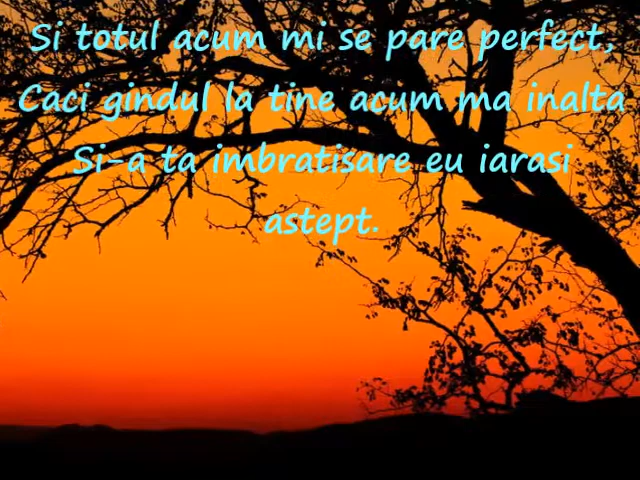 Si totul acum mi se pare perfect,
Caci gindul la tine acum ma inalta
Si-a ta imbratisare eu iarasi
astept.